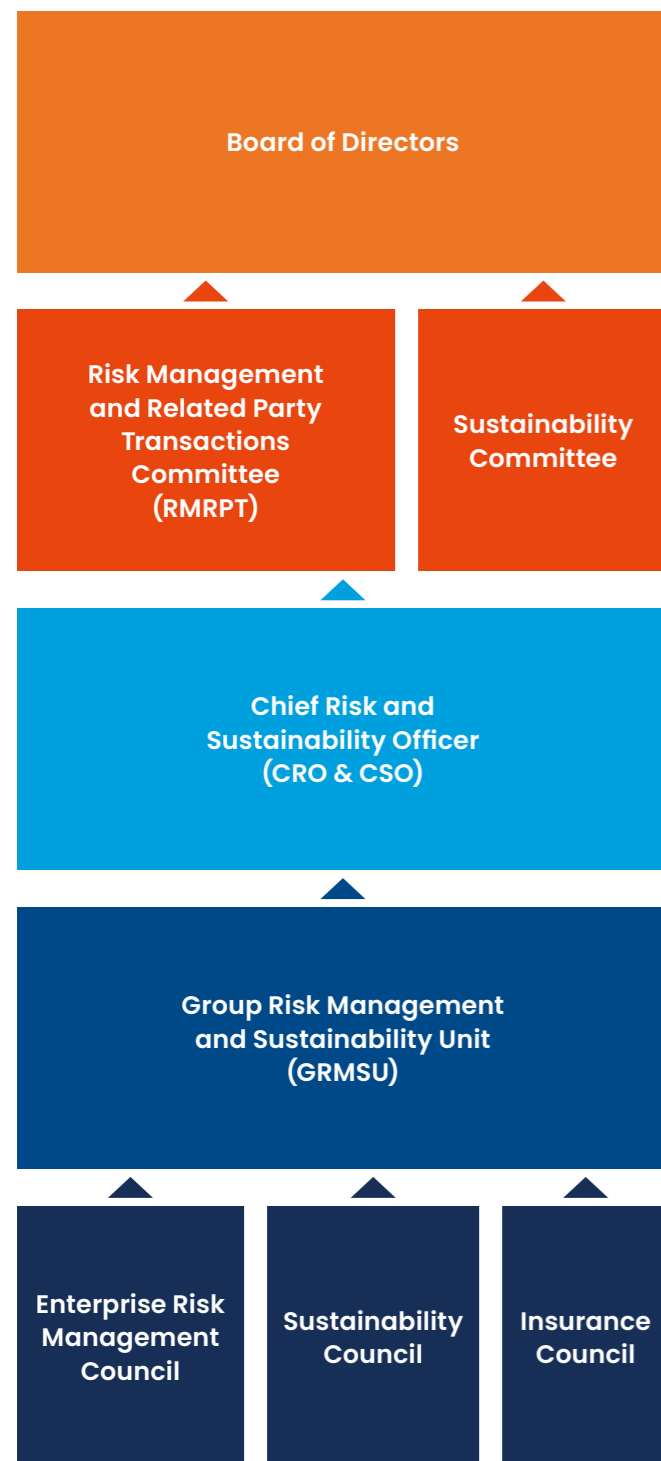 Board of Directors
Risk Management
and Related Party
Transactions
Committee
(RMRPT)
Sustainability
Committee
Chief Risk and
Sustainability Officer
(CRO & CSO)
Group Risk Management
and Sustainability Unit
(GRMSU)
Enterprise Risk
Management
Council
Sustainability
Council
Insurance
Council